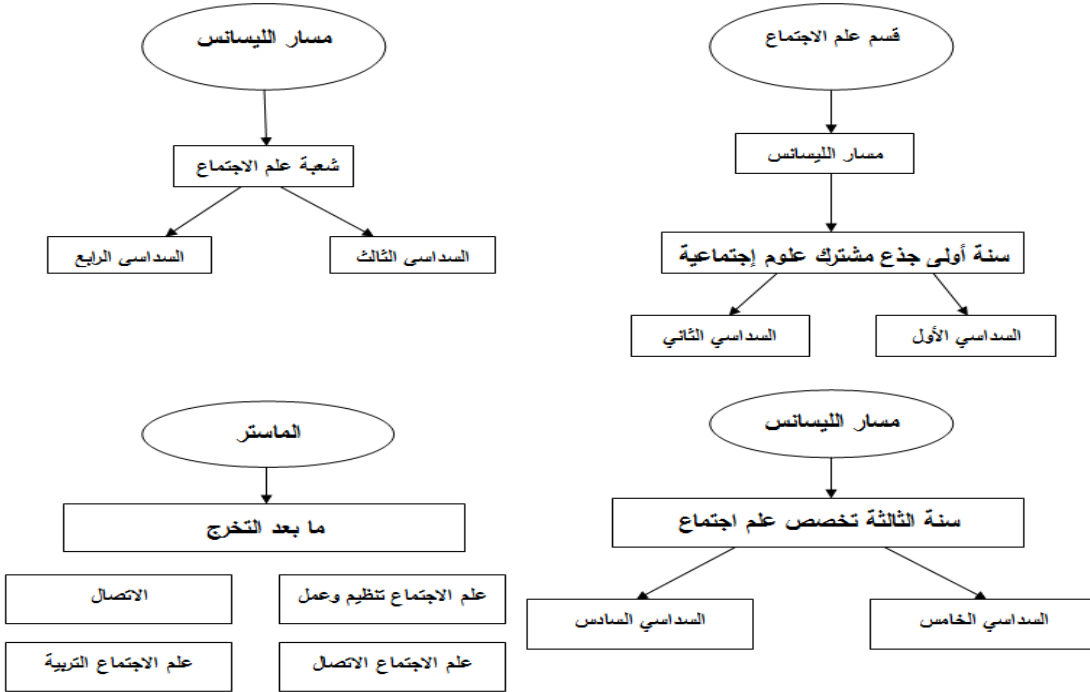 قسم علم الاجتماع
مسار الليسانس
سنة أولى جذع مشترك علوم إجتماعية
السداسي الأول
السداسي الثاني
مسار الليسانس
شعبة علم الاجتماع
السداسي الثالث
السداسي الرابع
مسار الليسانس
سنة الثالثة تخصص علم اجتماع
السداسي الخامس
السداسي السادس
الماستر
ما بعد التخرج
علم الاجتماع تنظيم وعمل
الاتصال
علم الاجتماع الاتصال
علم الاجتماع التربية